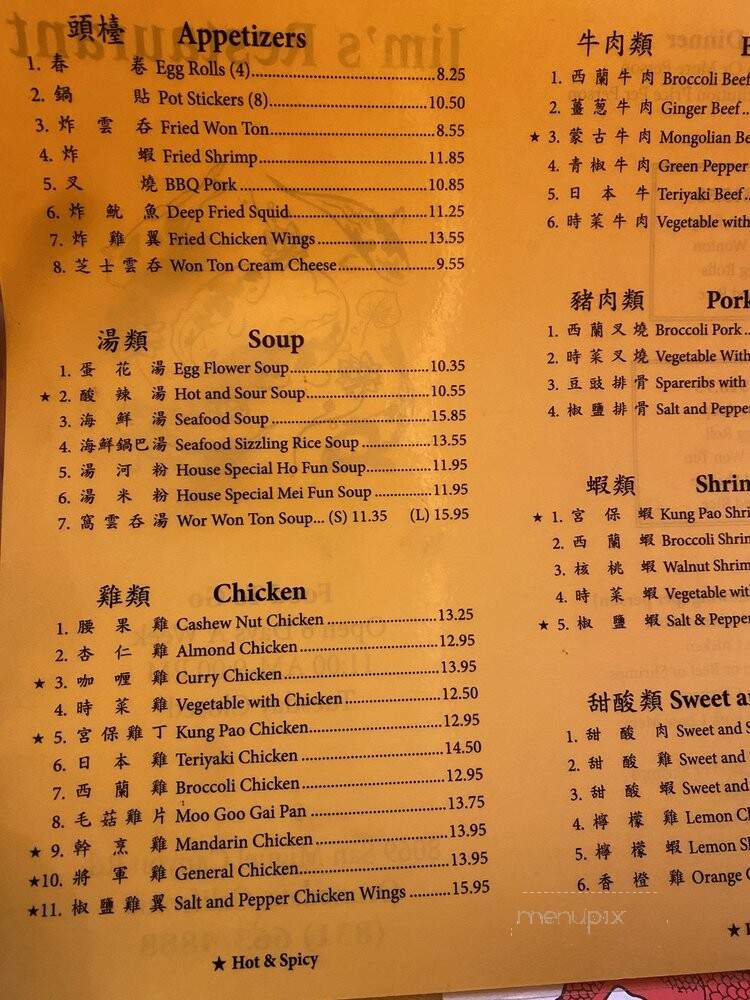 頭檯 Appetizers
1. 春 卷 Egg Rolls (4)..........8.25
2. 鍋 貼 Pot Stickers (8)..........10.50
3. 炸 雲 吞 Fried Won Ton..........8.55
4. 炸 蝦 Fried Shrimp..........11.85
5. 叉 燒 BBQ Pork..........10.85
6. 炸 魷 魚 Deep Fried Squid..........11.25
7. 炸 雞 翼 Fried Chicken Wings..........13.55
8. 芝 士 雲 吞 Won Ton Cream Cheese..........9.55
湯類 Soup
1. 蛋 花 湯 Egg Flower Soup..........10.35
★ 2. 酸 辣 湯 Hot and Sour Soup..........10.55
3. 海 鮮 湯 Seafood Soup..........15.85
4. 海鮮鍋巴湯 Seafood Sizzling Rice Soup..........13.55
5. 湯 河 粉 House Special Ho Fun Soup..........11.95
6. 湯 米 粉 House Special Mei Fun Soup..........11.95
7. 窩 雲 吞 湯 Wor Won Ton Soup... (S) 11.35 (L) 15.95
雞類 Chicken
1. 腰 果 雞 Cashew Nut Chicken..........13.25
2. 杏 仁 雞 Almond Chicken..........12.95
★ 3. 咖 喱 雞 Curry Chicken..........13.95
4. 時 菜 雞 Vegetable with Chicken..........12.50
★ 5. 宮 保 雞 丁 Kung Pao Chicken..........12.95
6. 日 本 雞 Teriyaki Chicken..........14.50
7. 西 蘭 雞 Broccoli Chicken..........12.95
8. 毛 菇 雞 片 Moo Goo Gai Pan..........13.75
★ 9. 幹 烹 雞 Mandarin Chicken..........13.95
★10. 將 軍 雞 General Chicken..........13.95
★11. 椒 鹽 雞 翼 Salt and Pepper Chicken Wings..........15.95
★ Hot & Spicy
牛肉類
1. 西 蘭 牛 肉 Broccoli Beef
2. 薑 葱 牛 肉 Ginger Beef..
★ 3. 蒙 古 牛 肉 Mongolian Be
4. 青 椒 牛 肉 Green Pepper
5. 日 本 牛 Teriyaki Beef..
6. 時 菜 牛 肉 Vegetable with
豬肉類 Pork
1. 西 蘭 叉 燒 Broccoli Pork..
2. 時 菜 叉 燒 Vegetable With
3. 豆 豉 排 骨 Spareribs with
4. 椒 鹽 排 骨 Salt and Peppe
蝦類 Shrim
★ 1. 宮 保 蝦 Kung Pao Shri
2. 西 蘭 蝦 Broccoli Shrim
3. 核 桃 蝦 Walnut Shrim
4. 時 菜 蝦 Vegetable wit
★ 5. 椒 鹽 蝦 Salt & Pepper
甜酸類 Sweet a
1. 甜 酸 肉 Sweet and S
2. 甜 酸 雞 Sweet and
3. 甜 酸 蝦 Sweet and
4. 檸 檬 雞 Lemon Ch
5. 檸 檬 蝦 Lemon Sh
6. 香 橙 雞 Orange C
menupix